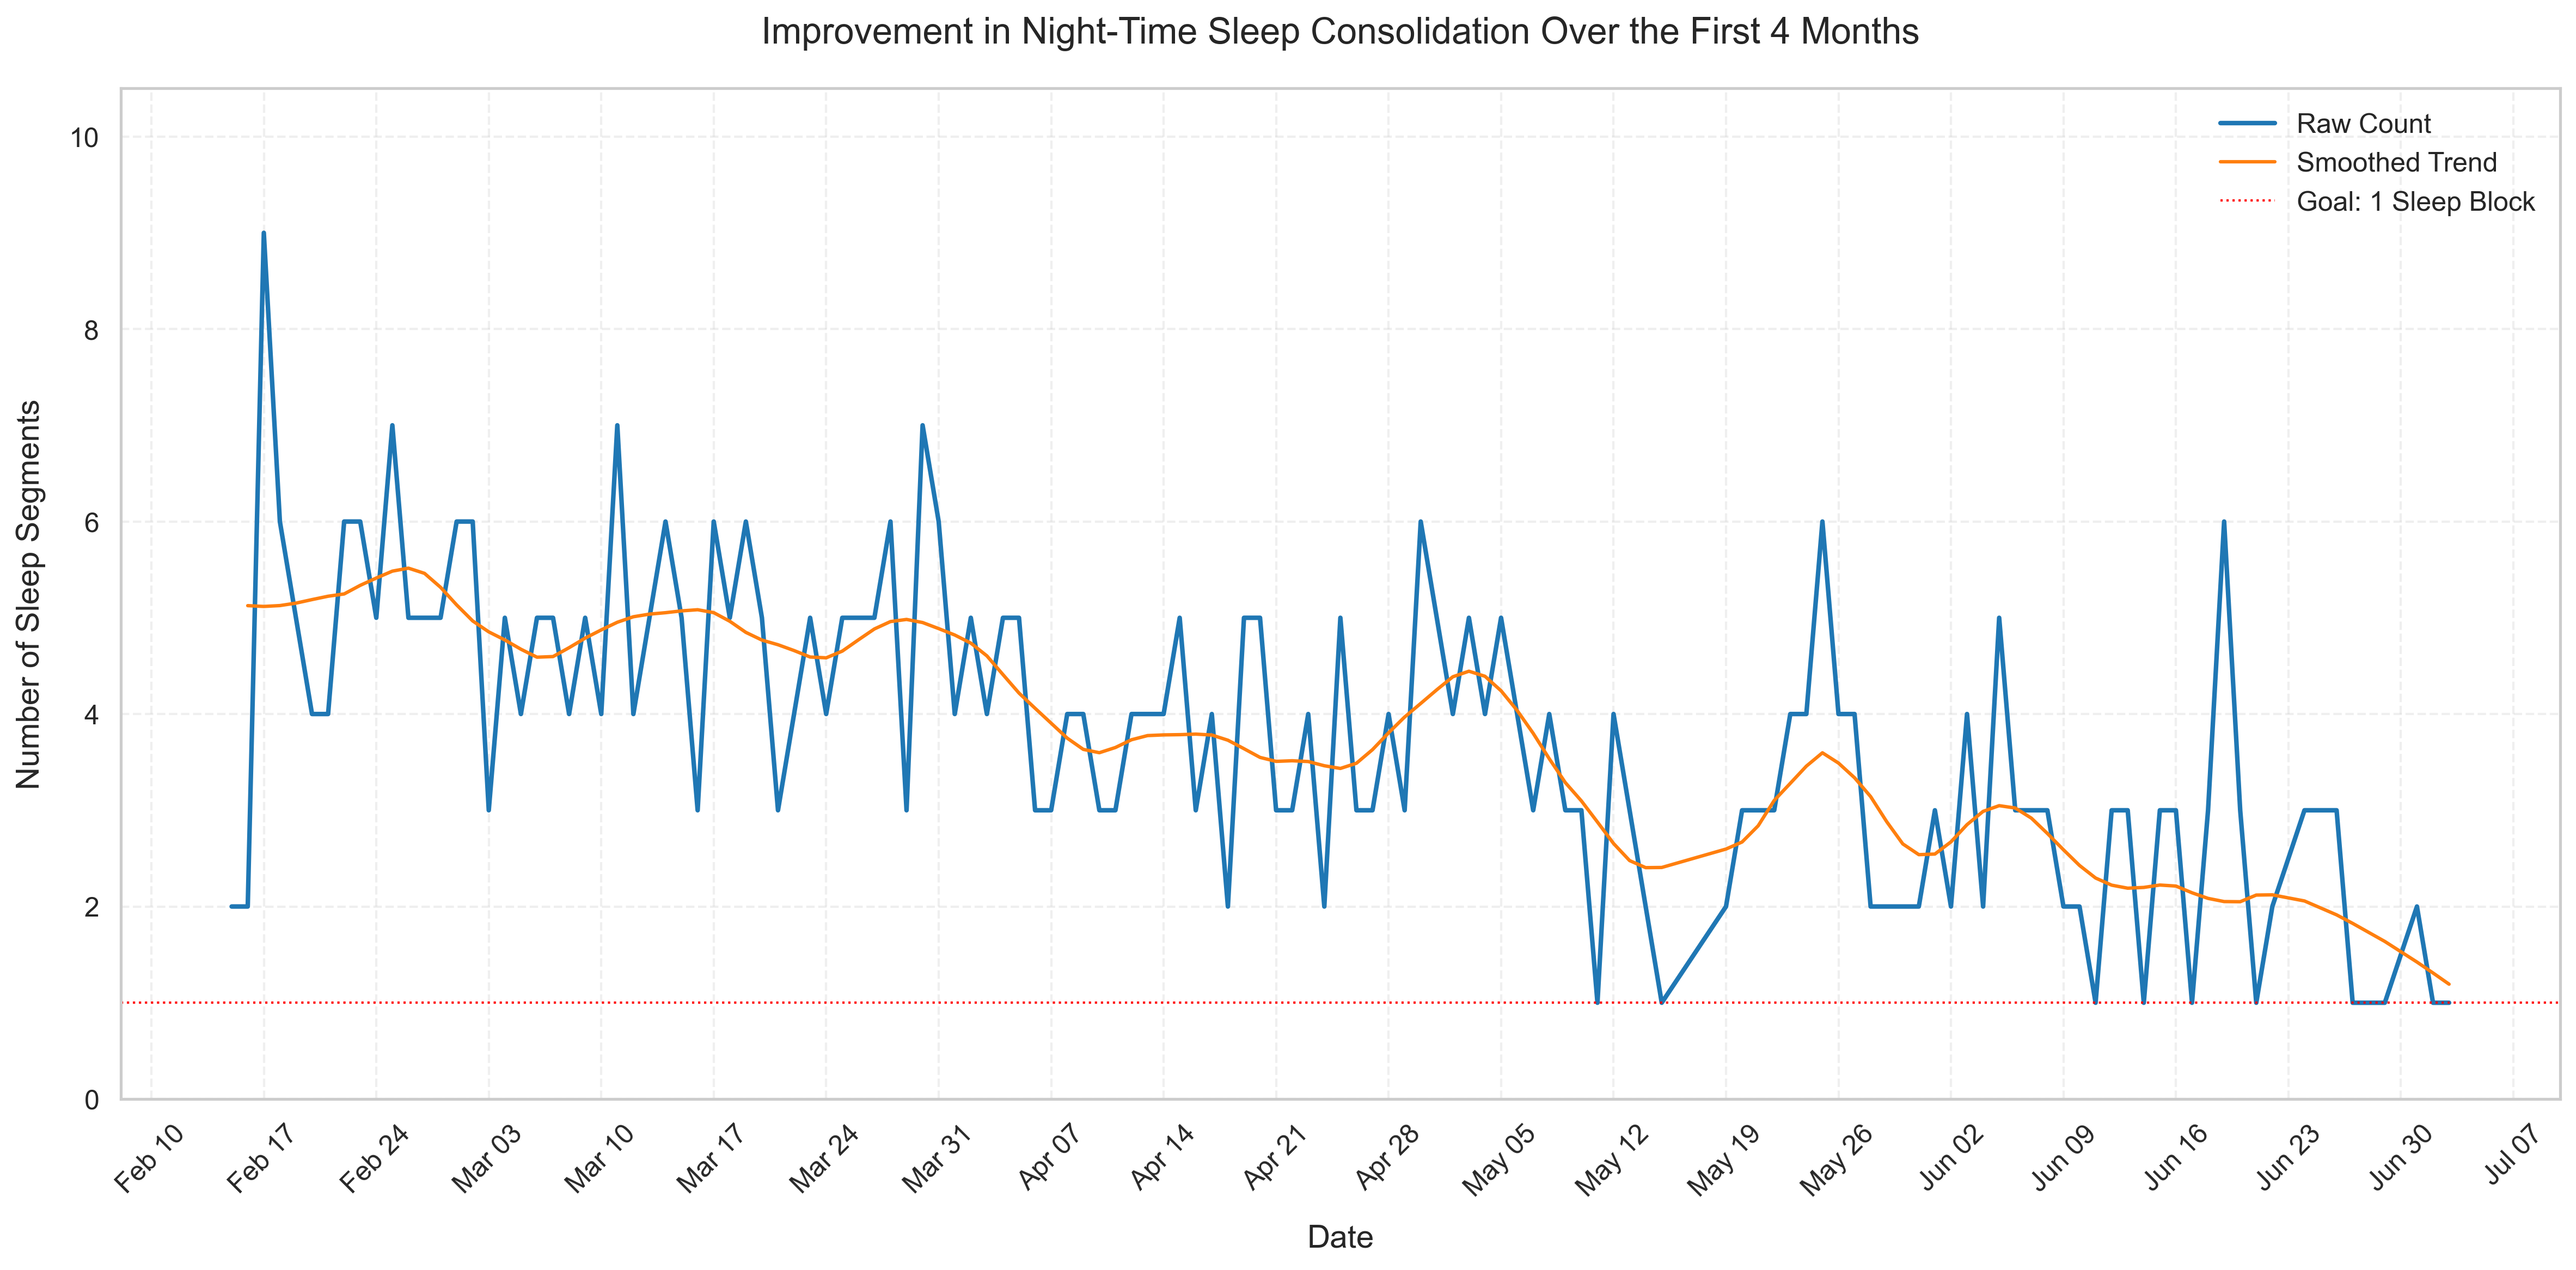 Improvement in Night-Time Sleep Consolidation Over the First 4 Months
Raw Count
Smoothed Trend
Goal: 1 Sleep Block
Number of Sleep Segments
10
8
6
4
2
0
Feb 10
Feb 17
Feb 24
Mar 03
Mar 10
Mar 17
Mar 24
Mar 31
Apr 07
Apr 14
Apr 21
Apr 28
May 05
May 12
May 19
May 26
Jun 02
Jun 09
Jun 16
Jun 23
Jun 30
Jul 07
Date